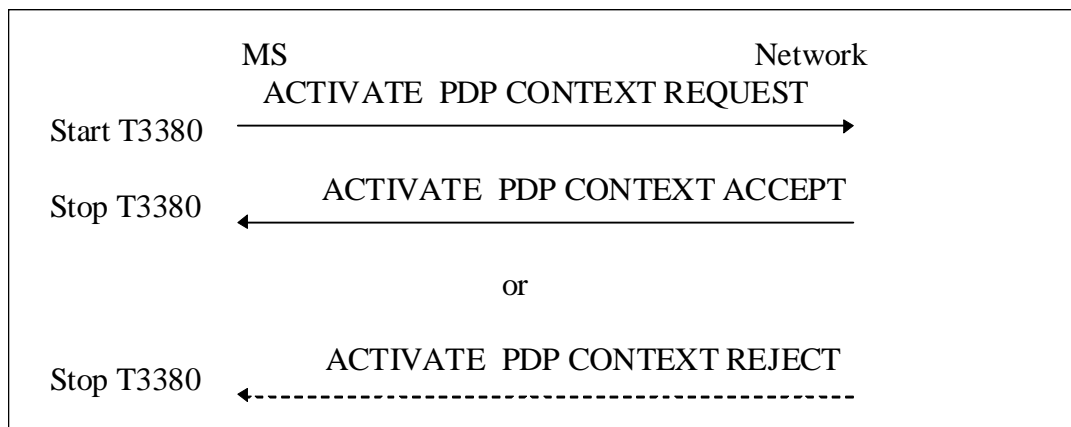 MS Network
ACTIVATE PDP CONTEXT REQUEST
Start T3380
ACTIVATE PDP CONTEXT ACCEPT
Stop T3380
or
ACTIVATE PDP CONTEXT REJECT
Stop T3380